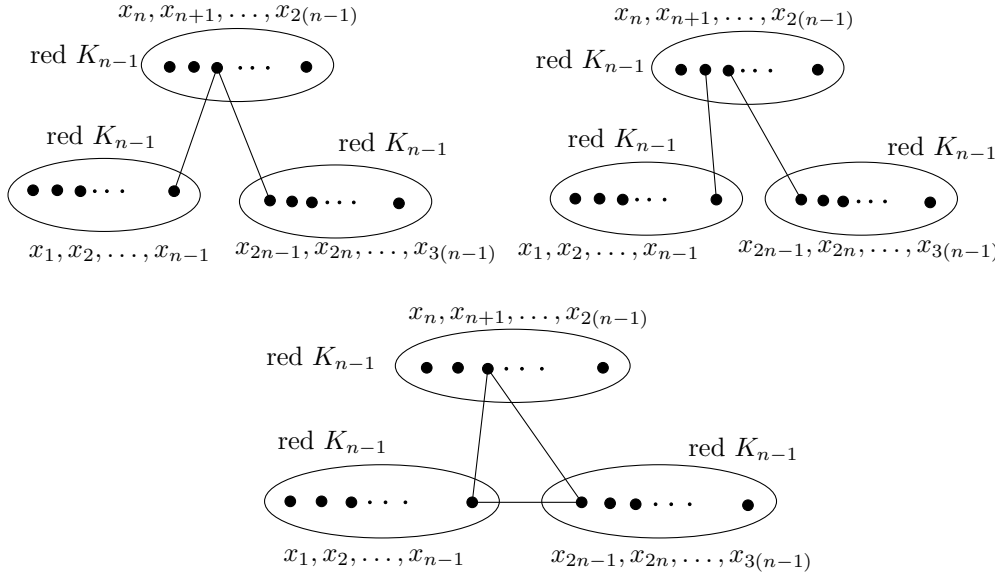 x_n, x_{n+1}, . . . , x_{2(n−1)}
red K_{n−1}
red K_{n−1}
red K_{n−1}
x_1, x_2, . . . , x_{n−1}
x_{2n−1}, x_{2n}, . . . , x_{3(n−1)}
x_n, x_{n+1}, . . . , x_{2(n−1)}
red K_{n−1}
red K_{n−1}
red K_{n−1}
x_1, x_2, . . . , x_{n−1}
x_{2n−1}, x_{2n}, . . . , x_{3(n−1)}
x_n, x_{n+1}, . . . , x_{2(n−1)}
red K_{n−1}
red K_{n−1}
red K_{n−1}
x_1, x_2, . . . , x_{n−1}
x_{2n−1}, x_{2n}, . . . , x_{3(n−1)}